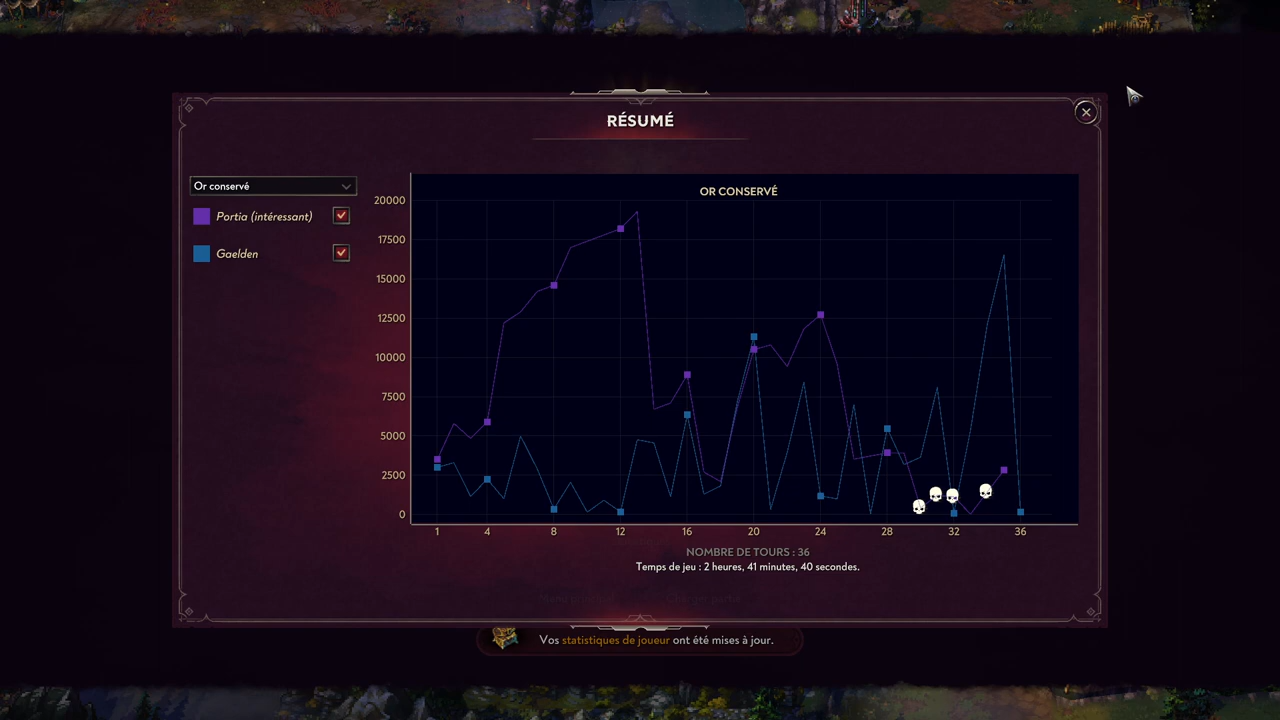 RÉSUMÉ
Or conservé
Portia (intéressant)
Gaelden
OR CONSERVÉ
20000
17500
15000
12500
10000
7500
5000
2500
0
1 4 8 12 16 20 24 28 32 36
NOMBRE DE TOURS : 36
Temps de jeu : 2 heures, 41 minutes, 40 secondes.
Vos statistiques de joueur ont été mises à jour.